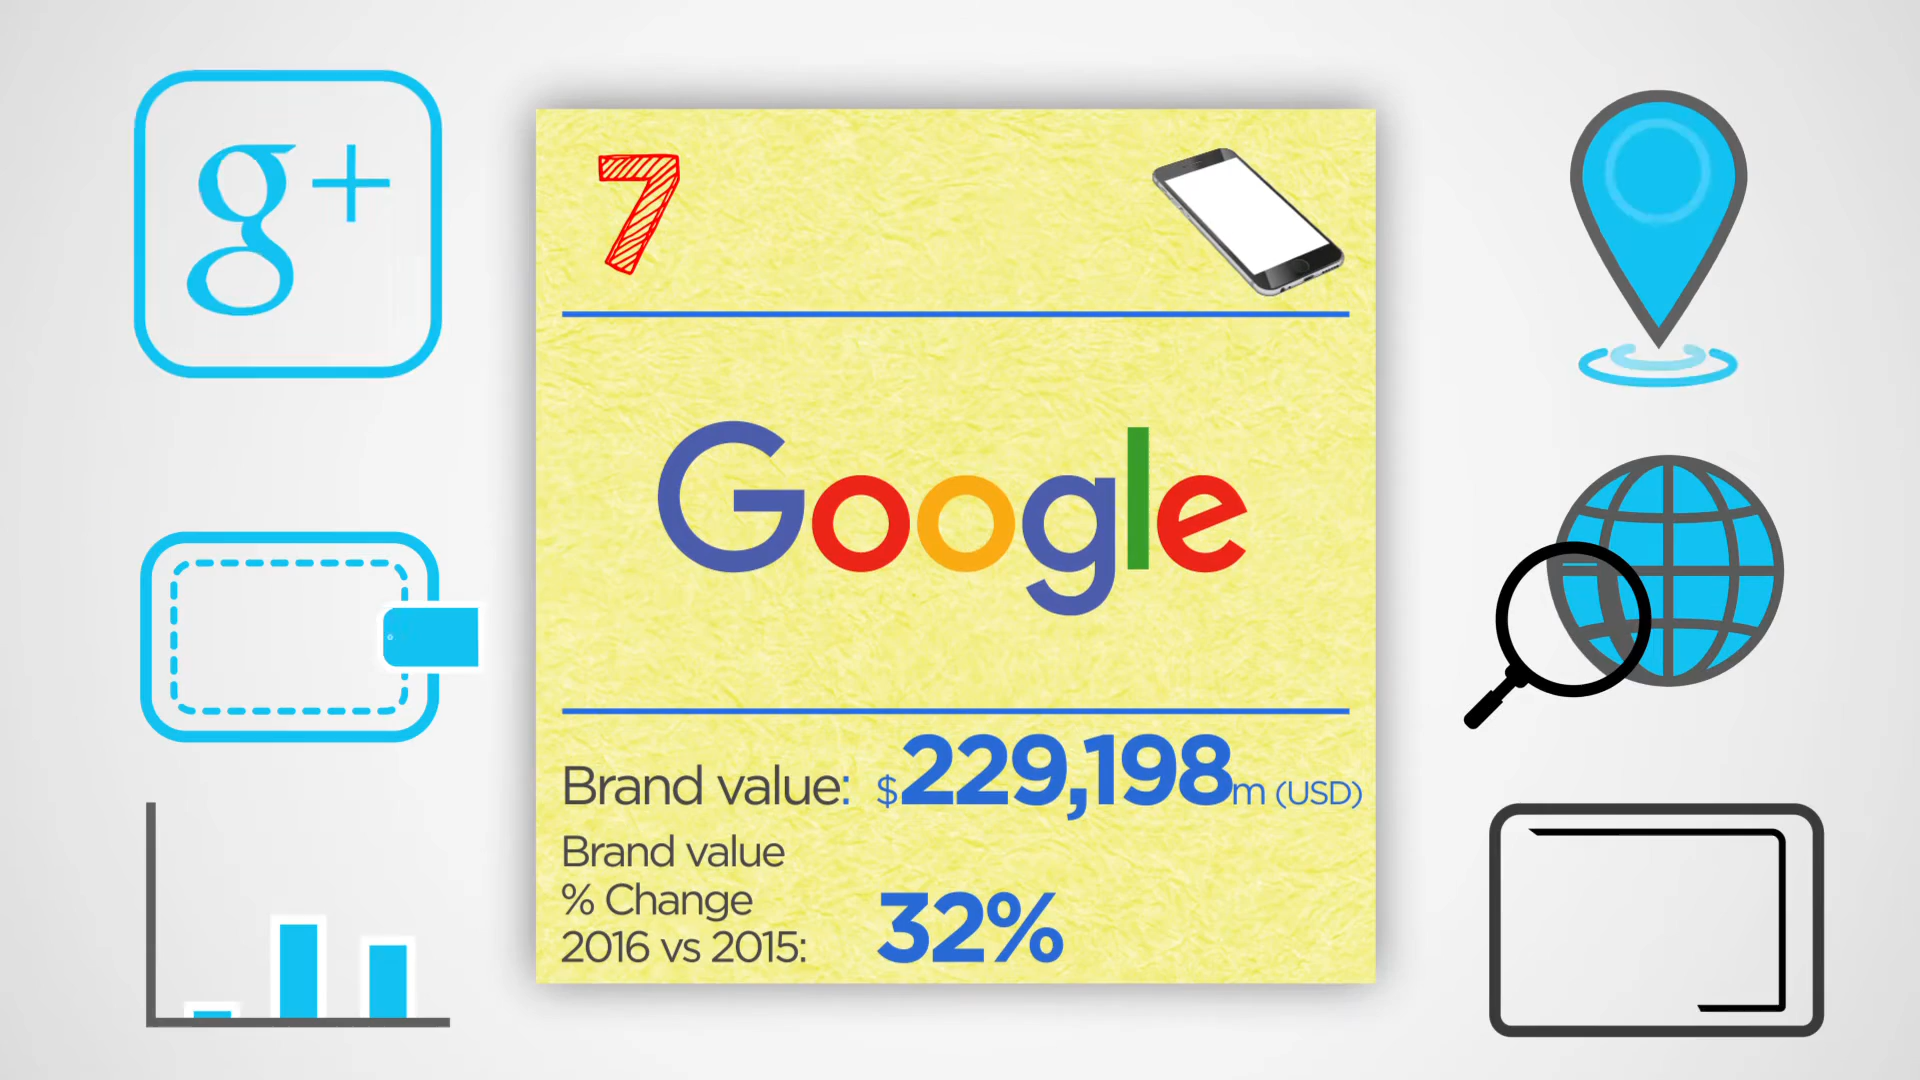 g+
7
Google
Brand value: $229,198m (USD)
Brand value
% Change
2016 vs 2015: 32%